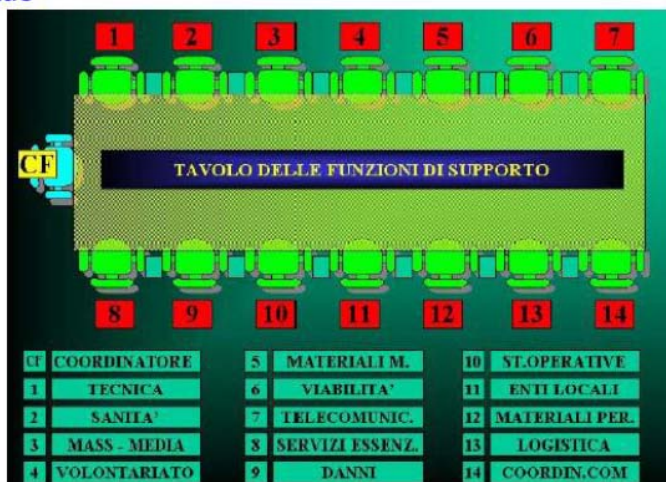 1 2 3 4 5 6 7
CF
TAVOLO DELLE FUNZIONI DI SUPPORTO
8 9 10 11 12 13 14
CF COORDINATORE
1 TECNICA
2 SANITA'
3 MASS - MEDIA
4 VOLONTARIATO
5 MATERIALI M.
6 VIABILITA'
7 TELECOMUNIC.
8 SERVIZI ESSENZ.
9 DANNI
10 ST.OPERATIVE
11 ENTI LOCALI
12 MATERIALI PER.
13 LOGISTICA
14 COORDIN.COM